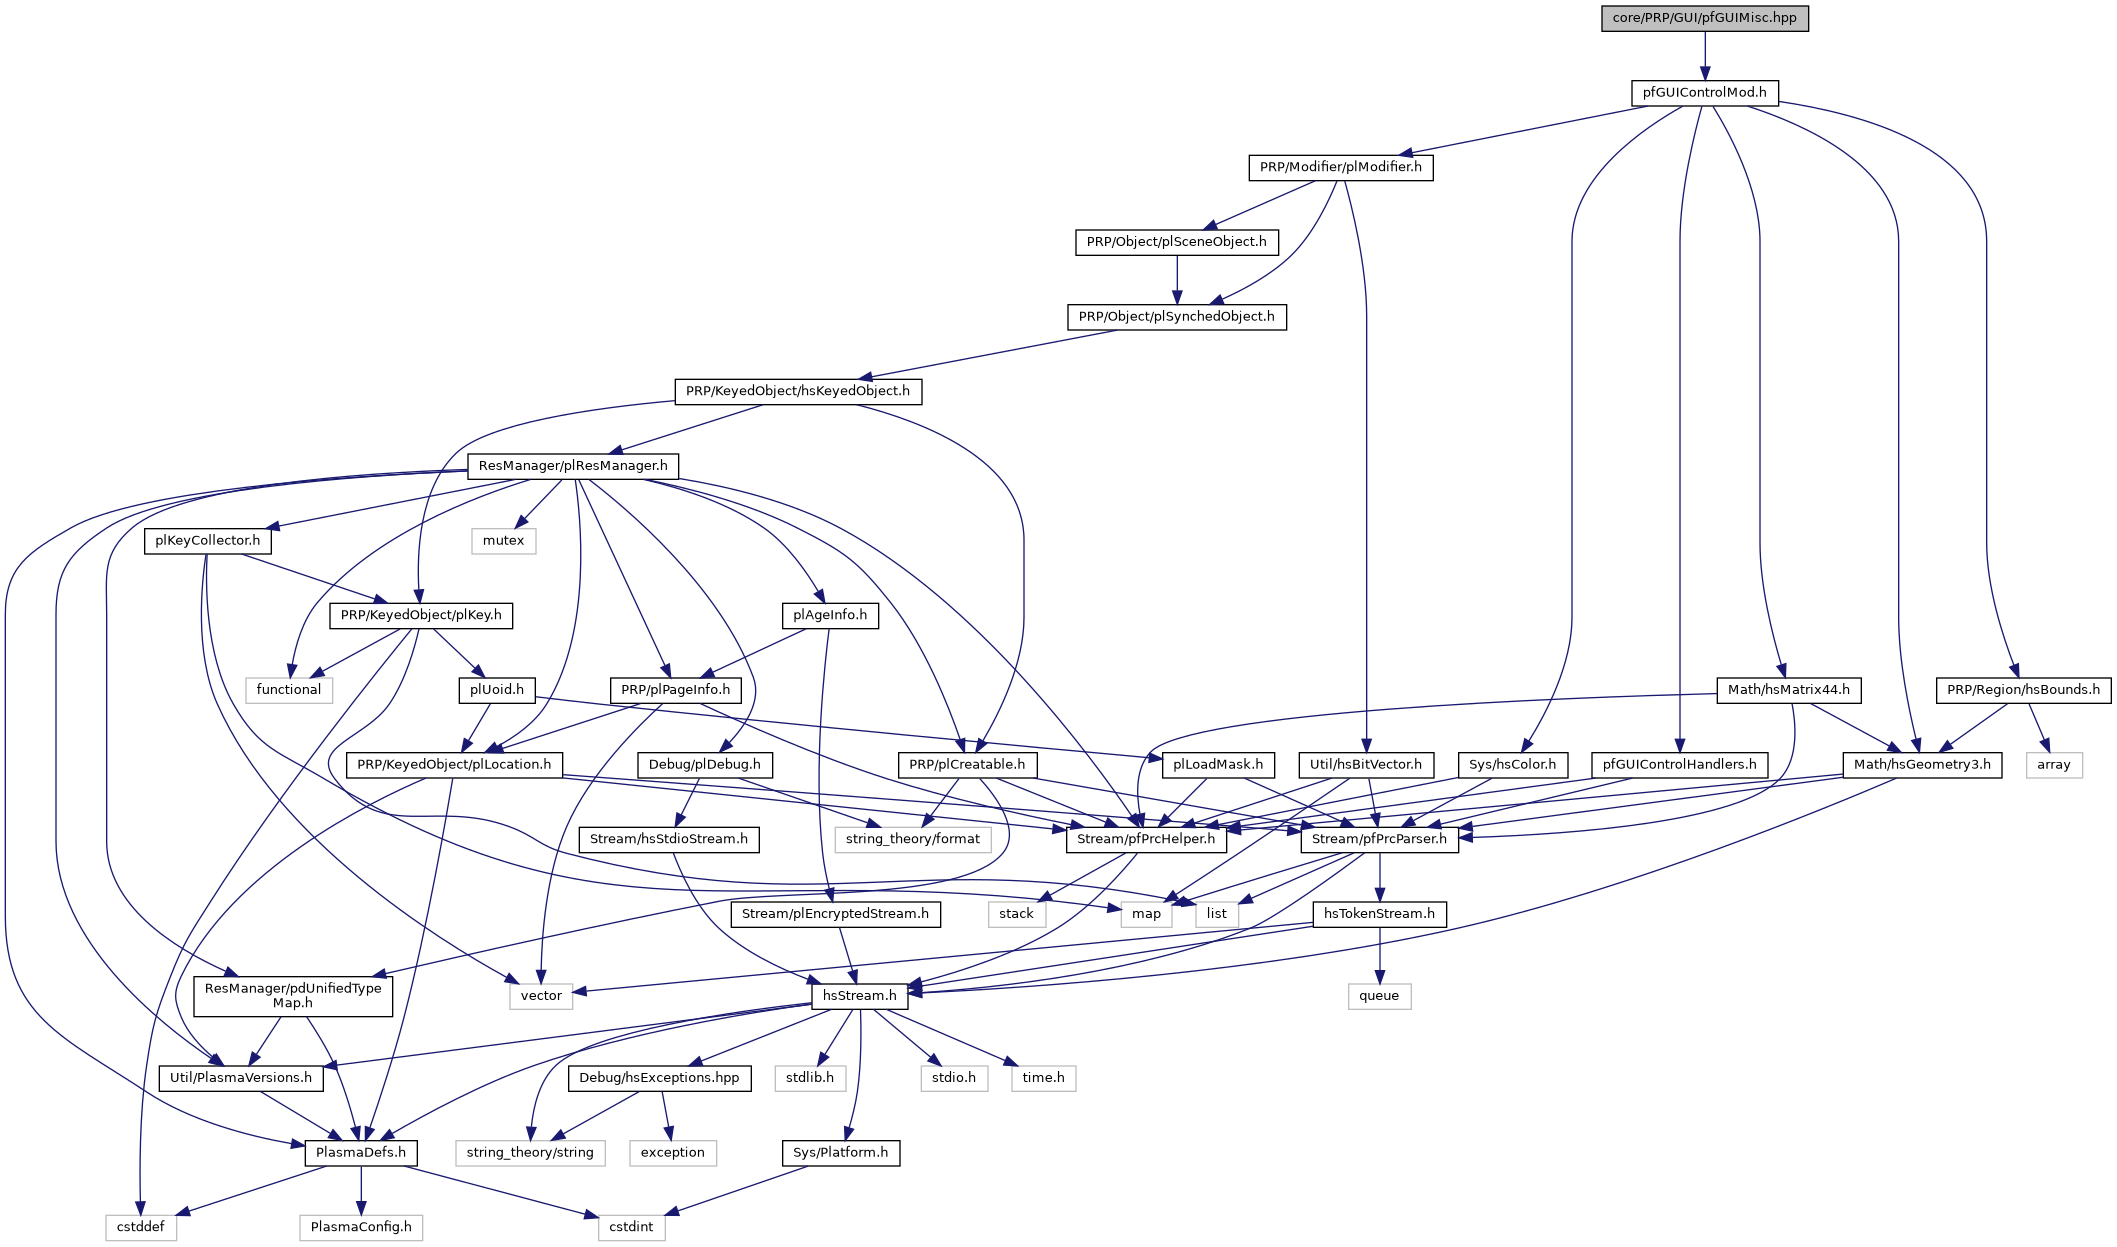 core/PRP/GUI/pfGUIMisc.hpp
pfGUIControlMod.h
PRP/Modifier/plModifier.h
PRP/Object/plSceneObject.h
PRP/Object/plSynchedObject.h
PRP/KeyedObject/hsKeyedObject.h
ResManager/plResManager.h
plKeyCollector.h
mutex
PRP/KeyedObject/plKey.h
plAgeInfo.h
functional
plUoid.h
PRP/plPageInfo.h
Math/hsMatrix44.h
PRP/Region/hsBounds.h
PRP/KeyedObject/plLocation.h
Debug/plDebug.h
PRP/plCreatable.h
plLoadMask.h
Util/hsBitVector.h
Sys/hsColor.h
pfGUIControlHandlers.h
Math/hsGeometry3.h
array
Stream/hsStdioStream.h
string_theory/format
Stream/pfPrcHelper.h
Stream/pfPrcParser.h
Stream/plEncryptedStream.h
stack
map
list
hsTokenStream.h
ResManager/pdUnifiedType
Map.h
vector
hsStream.h
queue
Util/PlasmaVersions.h
Debug/hsExceptions.hpp
stdlib.h
stdio.h
time.h
PlasmaDefs.h
string_theory/string
exception
Sys/Platform.h
cstddef
PlasmaConfig.h
cstdint